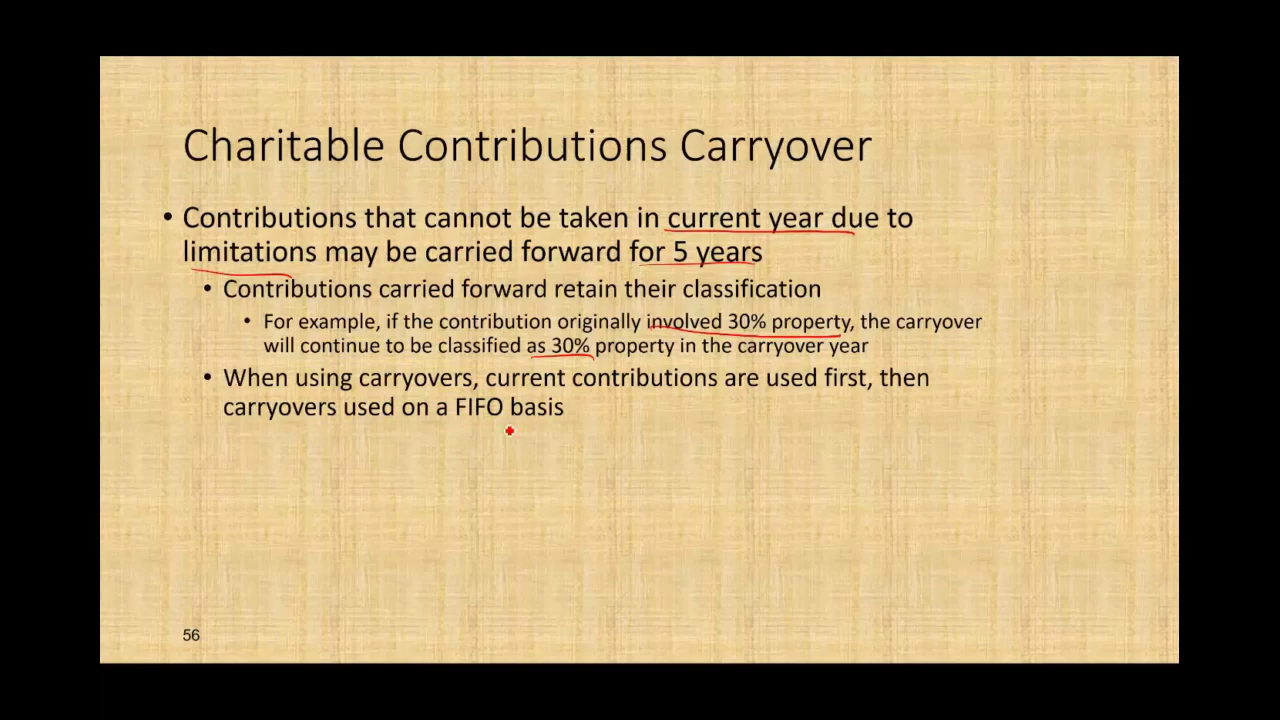 Charitable Contributions Carryover
• Contributions that cannot be taken in current year due to
limitations may be carried forward for 5 years
• Contributions carried forward retain their classification
• For example, if the contribution originally involved 30% property, the carryover
will continue to be classified as 30% property in the carryover year
• When using carryovers, current contributions are used first, then
carryovers used on a FIFO basis
56